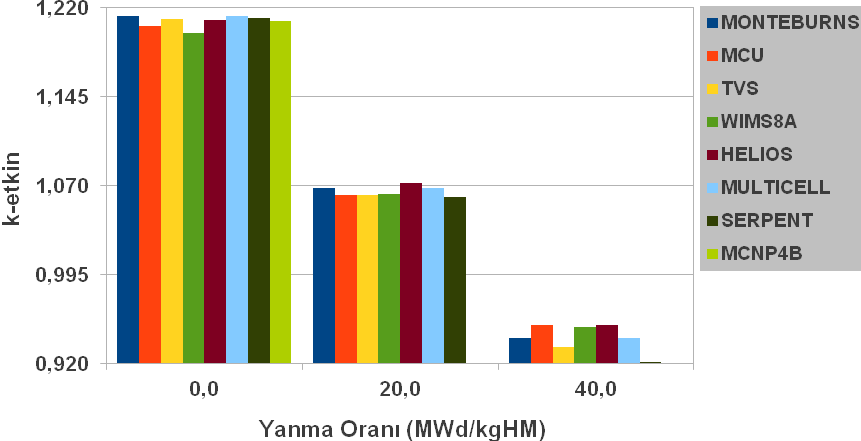 1,220
1,145
1,070
0,995
0,920
k-etkin
0,0
20,0
40,0
Yanma Oranı (MWd/kgHM)
MONTEBURNS
MCU
TVS
WIMS8A
HELIOS
MULTICELL
SERPENT
MCNP4B